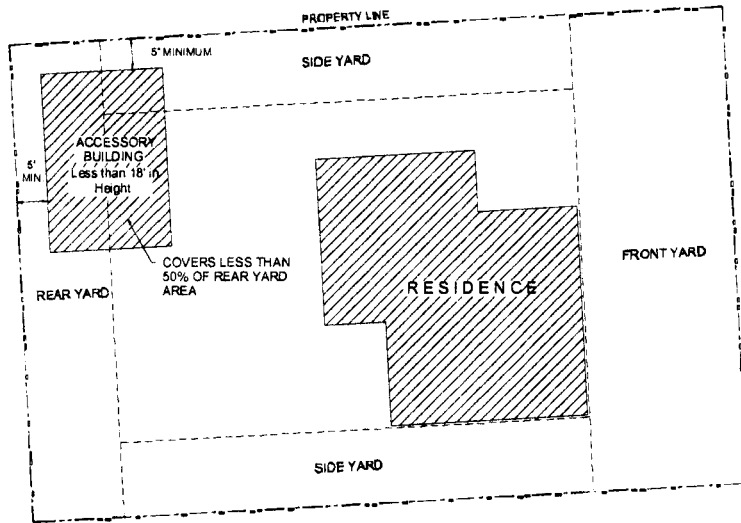 PROPERTY LINE
5' MINIMUM
SIDE YARD
ACCESSORY
BUILDING
Less than 18' in
Height
5'
MIN
COVERS LESS THAN
50% OF REAR YARD
AREA
REAR YARD
RESIDENCE
FRONT YARD
SIDE YARD